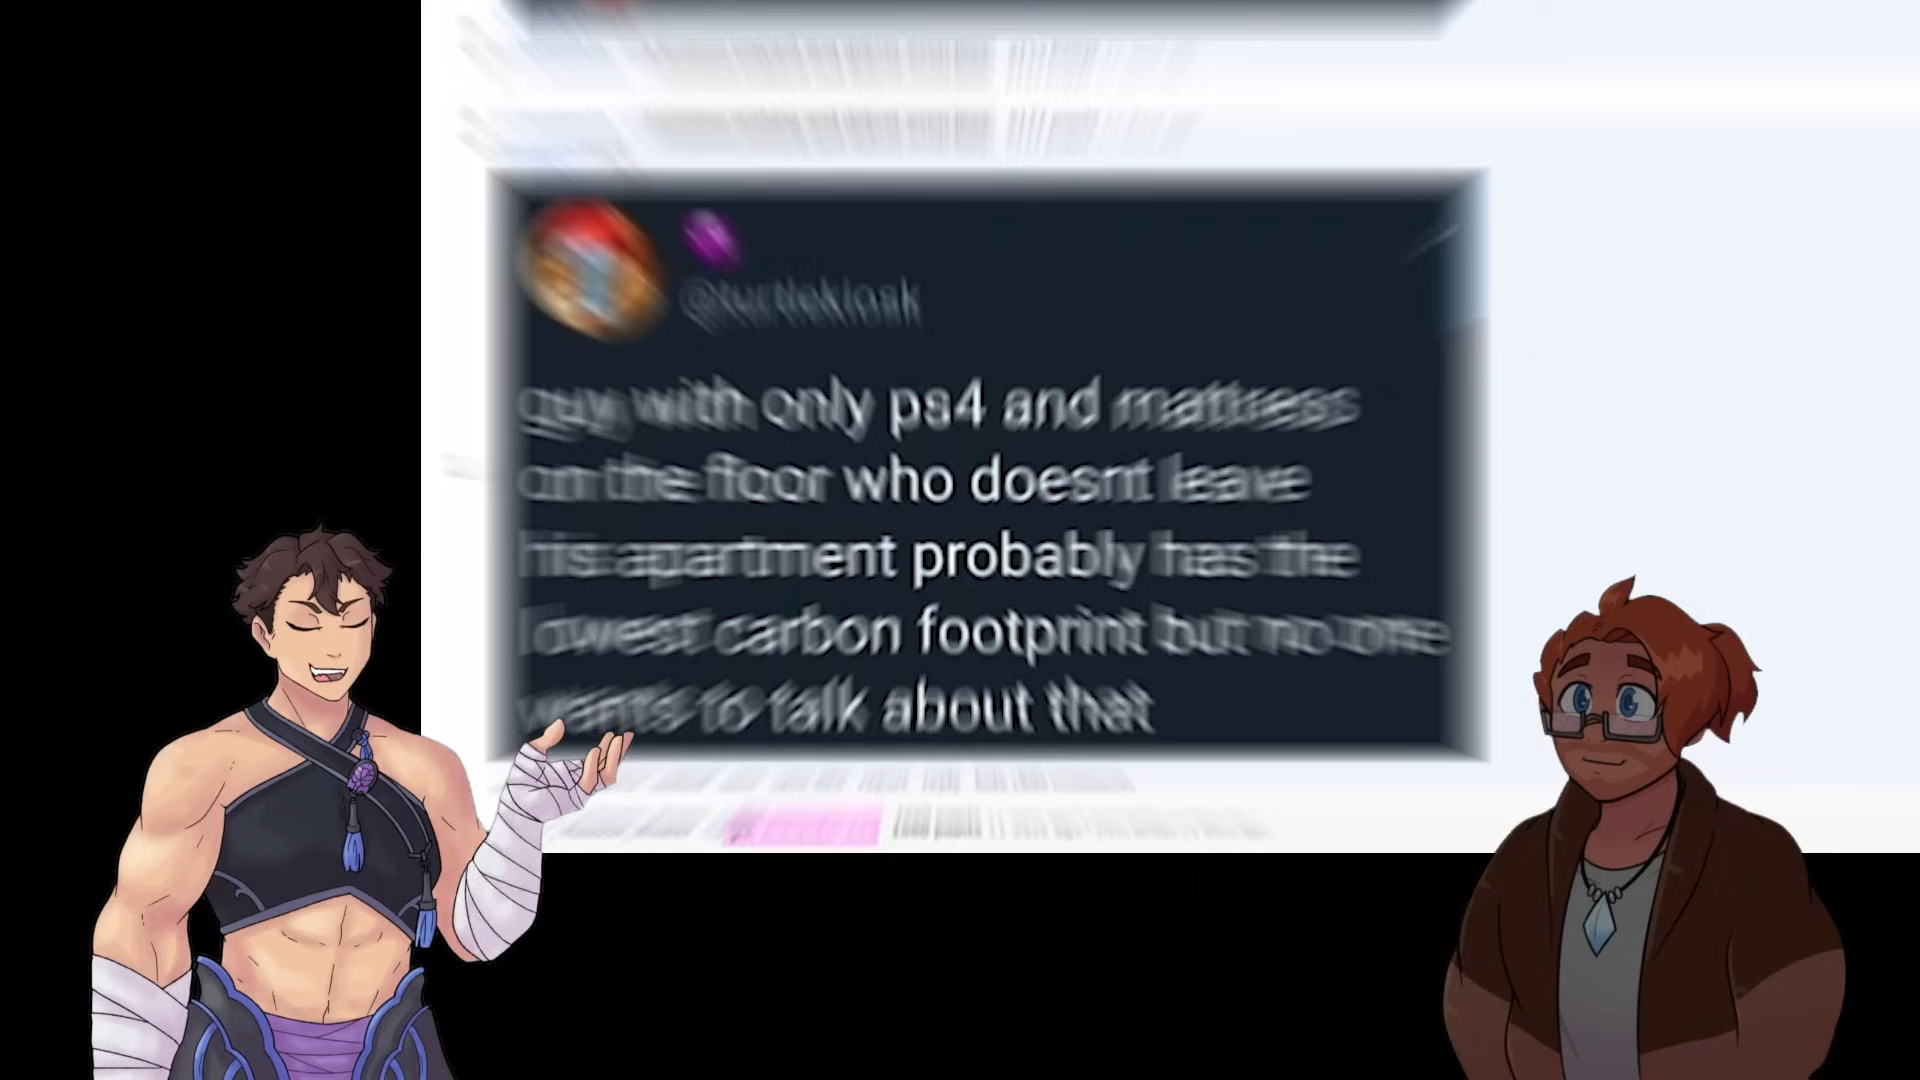 @turtlekiosk
guy with only ps4 and mattress
on the floor who doesnt leave
his apartment probably has the
lowest carbon footprint but no one
wants to talk about that